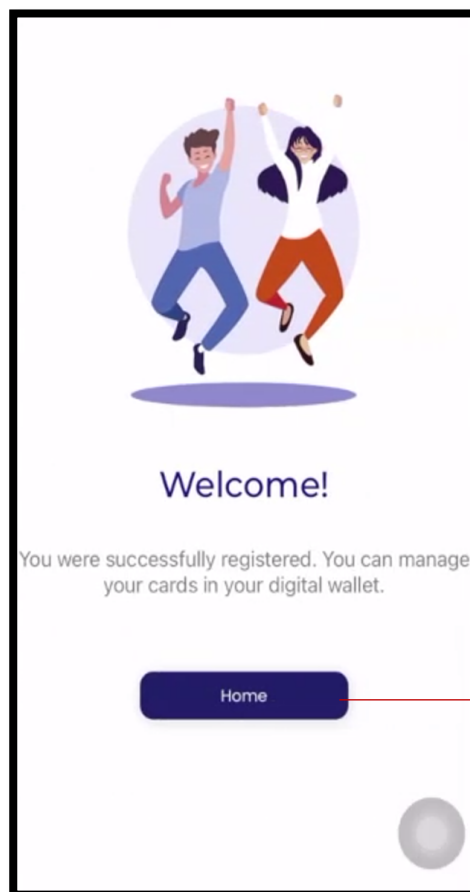 Welcome!
You were successfully registered. You can manage
your cards in your digital wallet.
Home